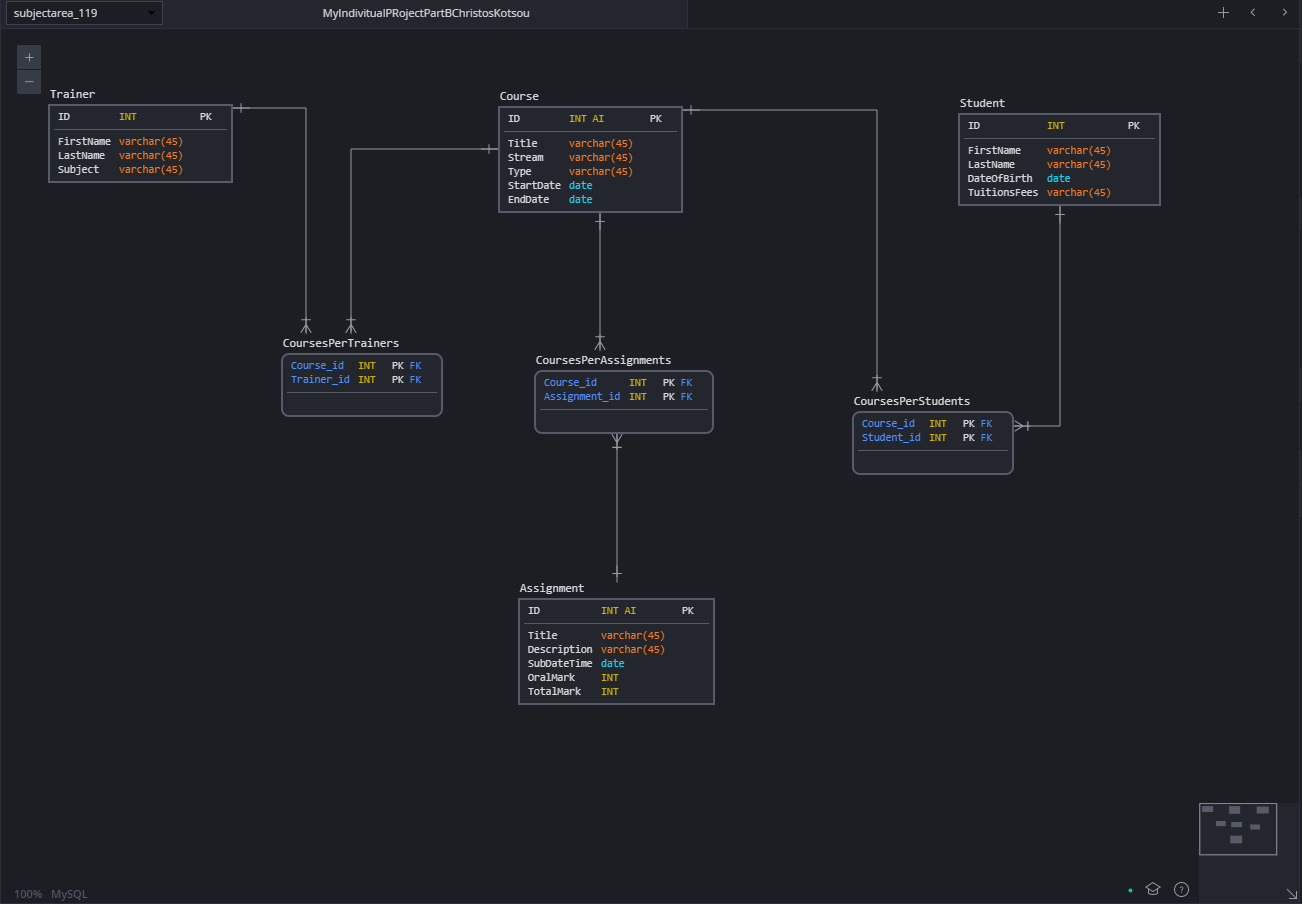 subjectarea_119
MyIndivitualPRojectPartBChristosKotsou
Trainer
ID INT PK
FirstName varchar(45)
LastName varchar(45)
Subject varchar(45)
Course
ID INT AI PK
Title varchar(45)
Stream varchar(45)
Type varchar(45)
StartDate date
EndDate date
Student
ID INT PK
FirstName varchar(45)
LastName varchar(45)
DateOfBirth date
TuitionsFees varchar(45)
CoursesPerTrainers
Course_id INT PK FK
Trainer_id INT PK FK
CoursesPerAssignments
Course_id INT PK FK
Assignment_id INT PK FK
CoursesPerStudents
Course_id INT PK FK
Student_id INT PK FK
Assignment
ID INT AI PK
Title varchar(45)
Description varchar(45)
SubDateTime date
OralMark INT
TotalMark INT
100% MySQL